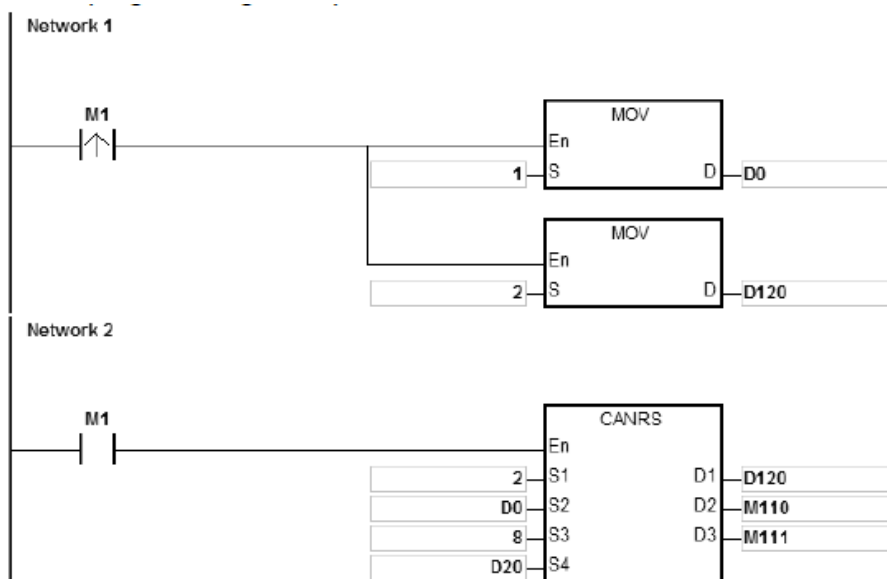 Network 1
M1
MOV
En
1 S D D0
MOV
En
2 S D D120
Network 2
M1
CANRS
En
2 S1 D1 D120
D0 S2 D2 M110
8 S3 D3 M111
D20 S4